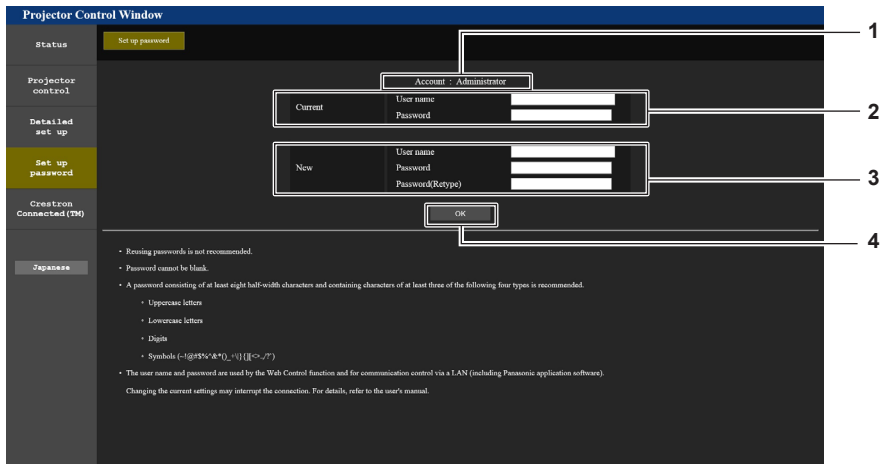 Projector Control Window
Status
Set up password
1
Projector
control
Account : Administrator
Current
User name
Password
2
Detailed
set up
Set up
password
New
User name
Password
Password(Retype)
3
Crestron
Connected(TM)
OK
4
Japanese
• Reusing passwords is not recommended.
• Password cannot be blank.
• A password consisting of at least eight half-width characters and containing characters of at least three of the following four types is recommended.
• Uppercase letters
• Lowercase letters
• Digits
• Symbols (~!@#$%^&*()_+\|}{][<>../?`)
• The user name and password are used by the Web Control function and for communication control via a LAN (including Panasonic application software).
Changing the current settings may interrupt the connection. For details, refer to the user's manual.